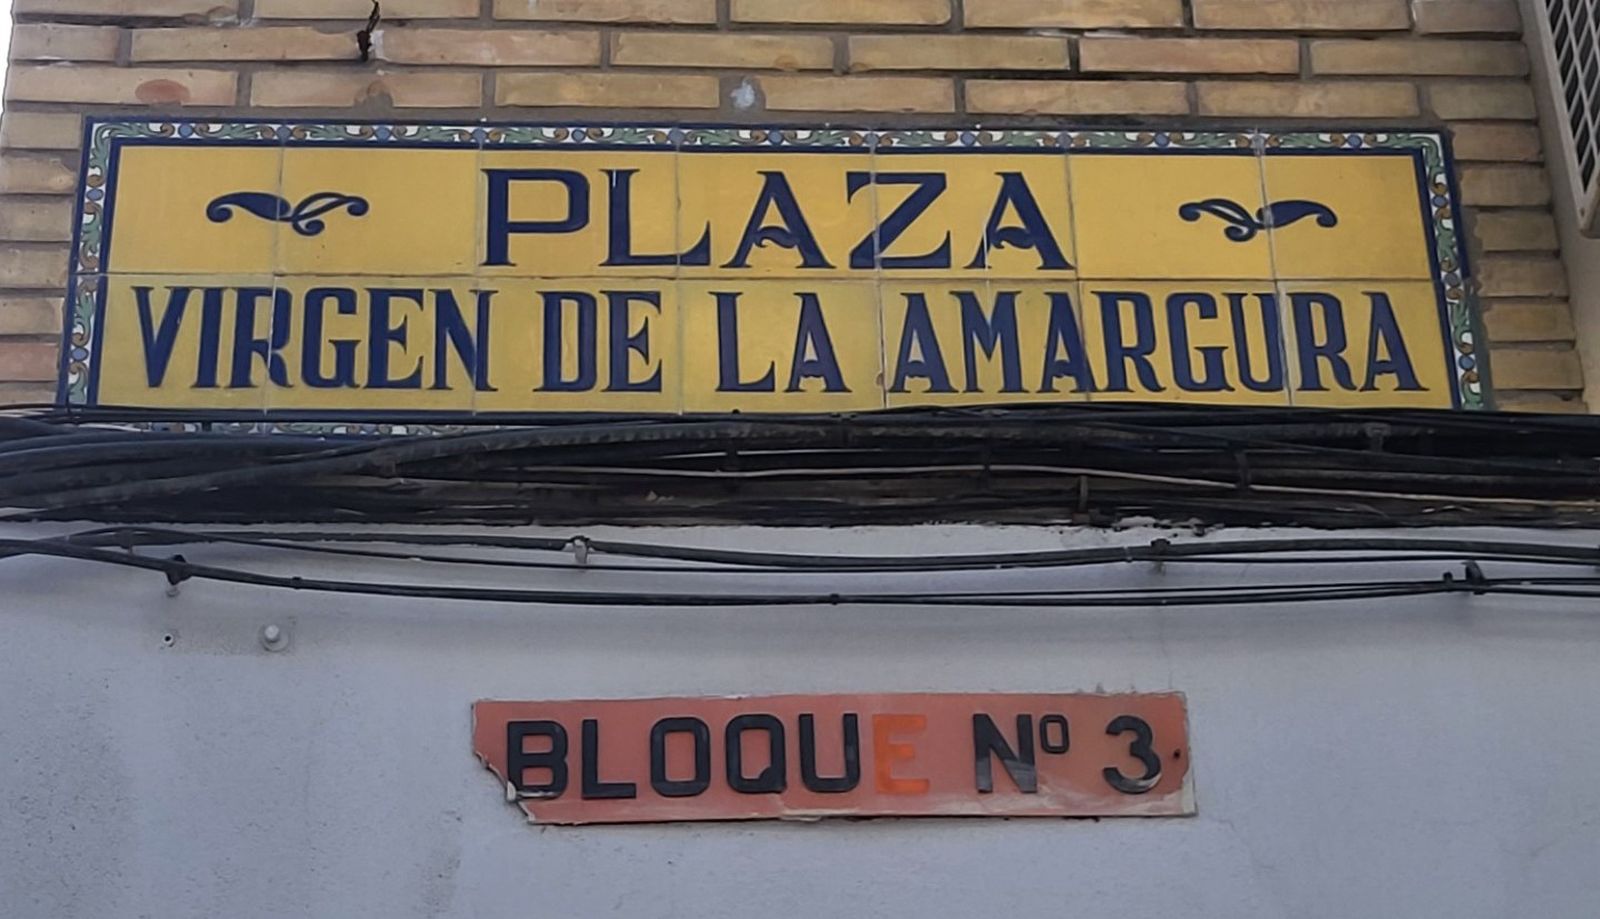 PLAZA
VIRGEN DE LA AMARGURA
BLOQUE Nº 3